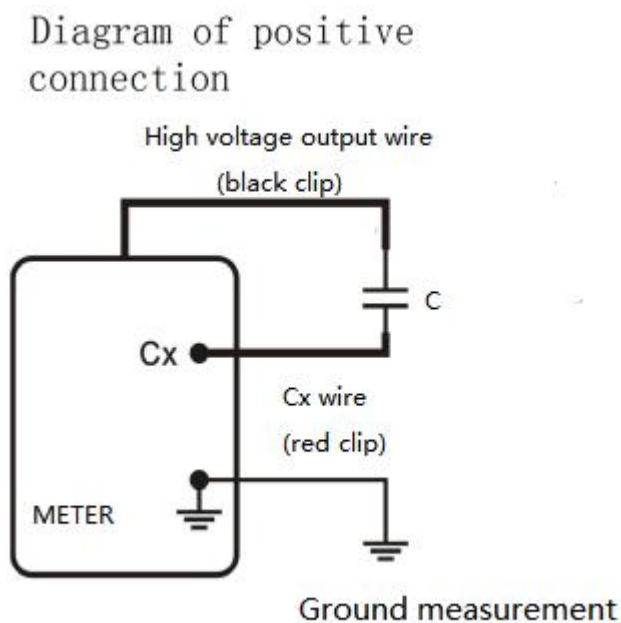 Diagram of positive
connection
High voltage output wire
(black clip)
C
Cx
Cx wire
(red clip)
METER
Ground measurement